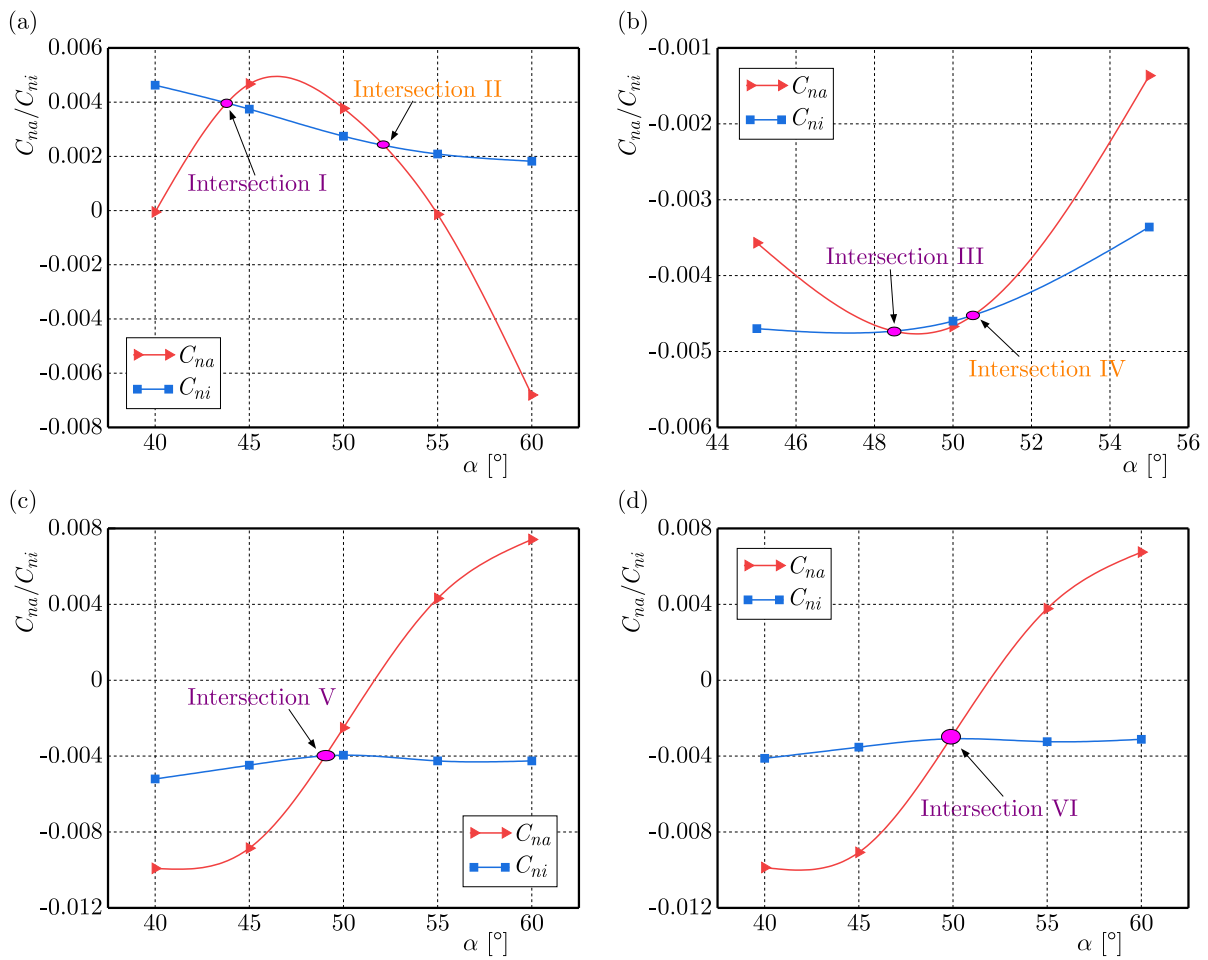 (a)
C_na/C_ni
0.006
0.004
0.002
0
-0.002
-0.004
-0.006
-0.008
Intersection II
Intersection I
C_na
C_ni
40 45 50 55 60
α [°]
(b)
C_na/C_ni
-0.001
-0.002
-0.003
-0.004
-0.005
-0.006
C_na
C_ni
Intersection III
Intersection IV
44 46 48 50 52 54 56
α [°]
(c)
C_na/C_ni
0.008
0.004
0
-0.004
-0.008
-0.012
Intersection V
C_na
C_ni
40 45 50 55 60
α [°]
(d)
C_na/C_ni
0.008
0.004
0
-0.004
-0.008
-0.012
C_na
C_ni
Intersection VI
40 45 50 55 60
α [°]